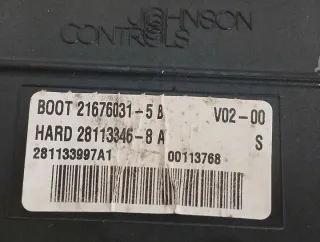 JOHNSON
CONTROLS
BOOT 21676031-5 B V02-00
HARD 28113346-8 A S
281133997A1 00113768